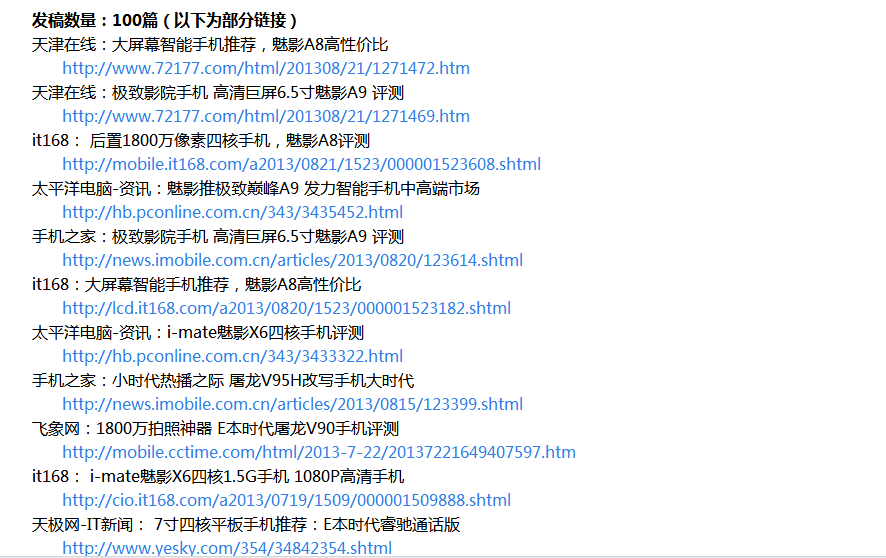 发稿数量：100篇（以下为部分链接）
天津在线：大屏幕智能手机推荐，魅影A8高性价比
http://www.72177.com/html/201308/21/1271472.htm
天津在线：极致影院手机 高清巨屏6.5寸魅影A9 评测
http://www.72177.com/html/201308/21/1271469.htm
it168： 后置1800万像素四核手机，魅影A8评测
http://mobile.it168.com/a2013/0821/1523/000001523608.shtml
太平洋电脑-资讯：魅影推极致巅峰A9 发力智能手机中高端市场
http://hb.pconline.com.cn/343/3435452.html
手机之家：极致影院手机 高清巨屏6.5寸魅影A9 评测
http://news.imobile.com.cn/articles/2013/0820/123614.shtml
it168：大屏幕智能手机推荐，魅影A8高性价比
http://lcd.it168.com/a2013/0820/1523/000001523182.shtml
太平洋电脑-资讯：i-mate魅影X6四核手机评测
http://hb.pconline.com.cn/343/3433322.html
手机之家：小时代热播之际 屠龙V95H改写手机大时代
http://news.imobile.com.cn/articles/2013/0815/123399.shtml
飞象网：1800万拍照神器 E本时代屠龙V90手机评测
http://mobile.cctime.com/html/2013-7-22/20137221649407597.htm
it168： i-mate魅影X6四核1.5G手机 1080P高清手机
http://cio.it168.com/a2013/0719/1509/000001509888.shtml
天极网-IT新闻： 7寸四核平板手机推荐：E本时代睿驰通话版
http://www.yesky.com/354/34842354.shtml